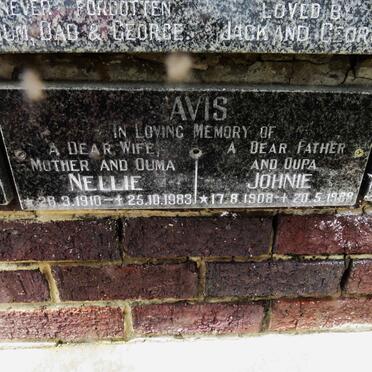 NEVER FORGOTTEN
MUM, DAD & GEORGE.
LOVED B
JACK AND GEOR
AVIS
IN LOVING MEMORY OF
A DEAR WIFE,
MOTHER AND OUMA
NELLIE
★28.3.1910-✝25.10.1983
A DEAR FATHER
AND OUPA
JOHNIE
★17.8.1908-✝20.5.1989